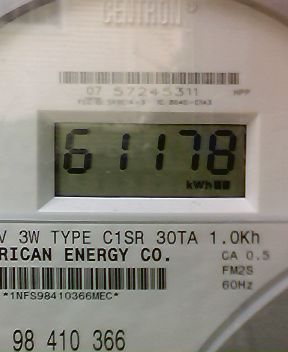 CENTRON®
07 57245311 HPP
61178
kWh
V 3W TYPE C1SR 30TA 1.0Kh
RICAN ENERGY CO. CA 0.5
FM2S
*1NFS98410366MEC* 60Hz
98 410 366